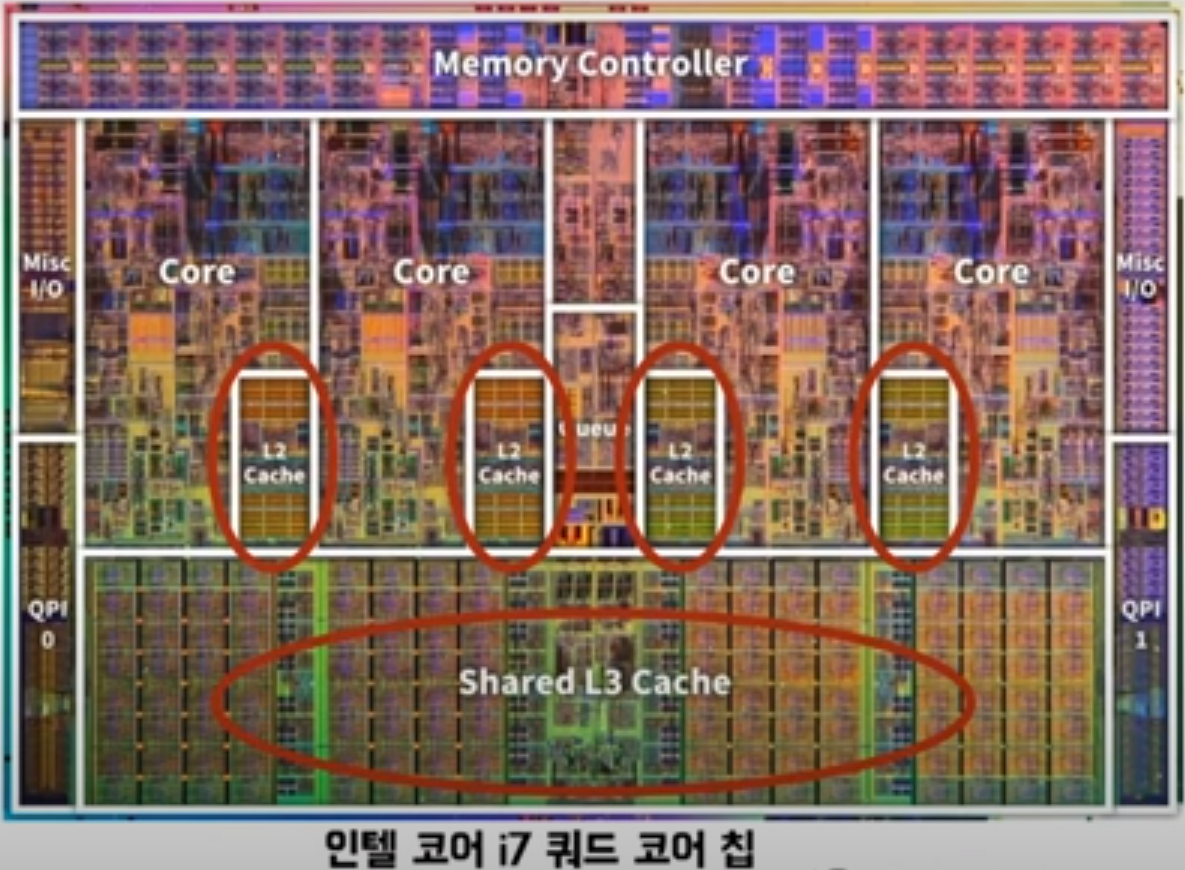 Memory Controller
Misc
I/O
Core
Core
Core
Core
Misc
I/O
Queue
L2
Cache
L2
Cache
L2
Cache
L2
Cache
QPI
0
QPI
1
Shared L3 Cache
인텔 코어 i7 쿼드 코어 칩